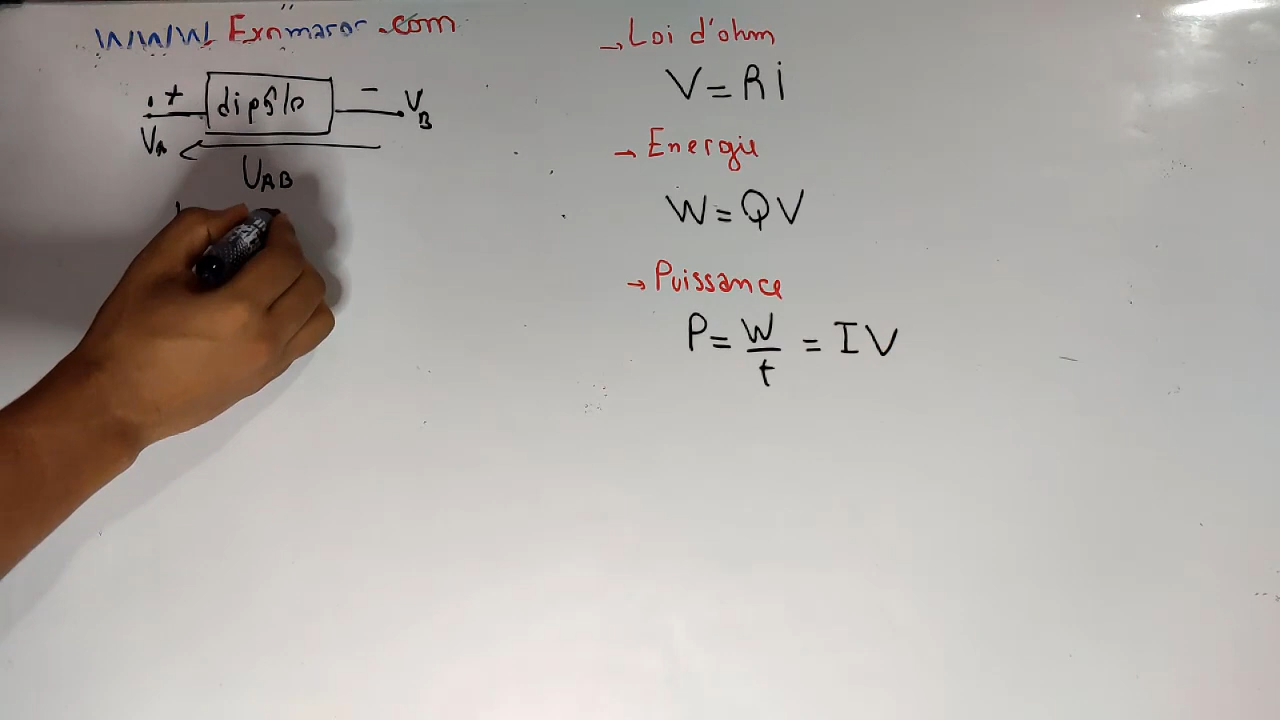 WWW Exomaroc.com
+ dipôle -
VA VB
UAB
→ Loi d'ohm
V = Ri
→ Energie
W = QV
→ Puissance
P = W/t = IV